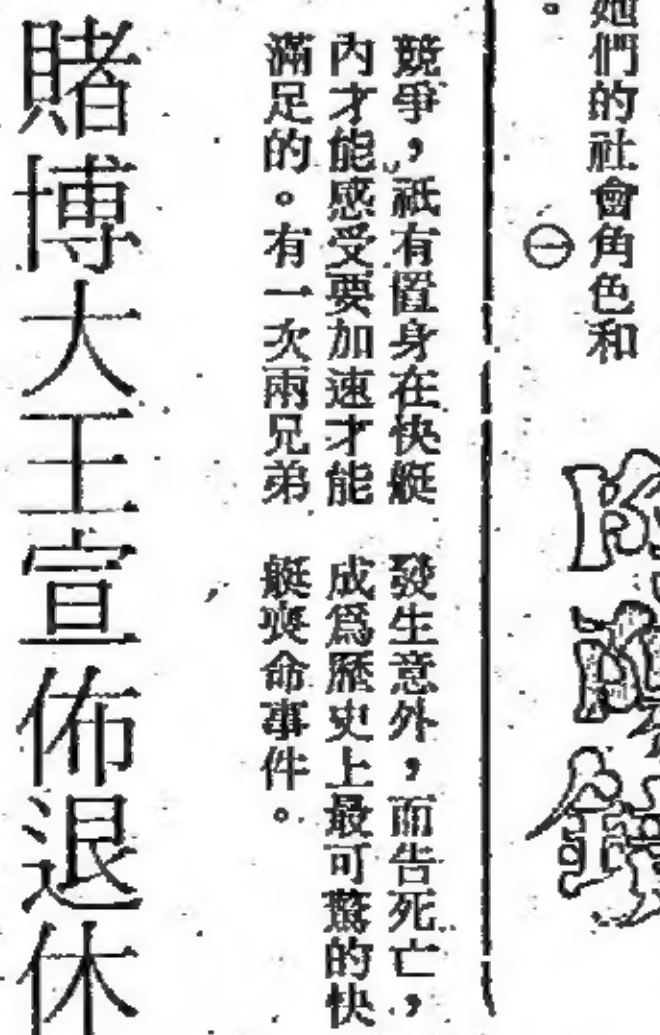 她們的社會角色和
。 ㊀
競爭,祇有置身在快艇
內才能感受要加速才能
滿足的。有一次兩兄弟
發生意外,而告死亡,
成爲歷史上最可驚的快
艇喪命事件。
賭博大王宣佈退休